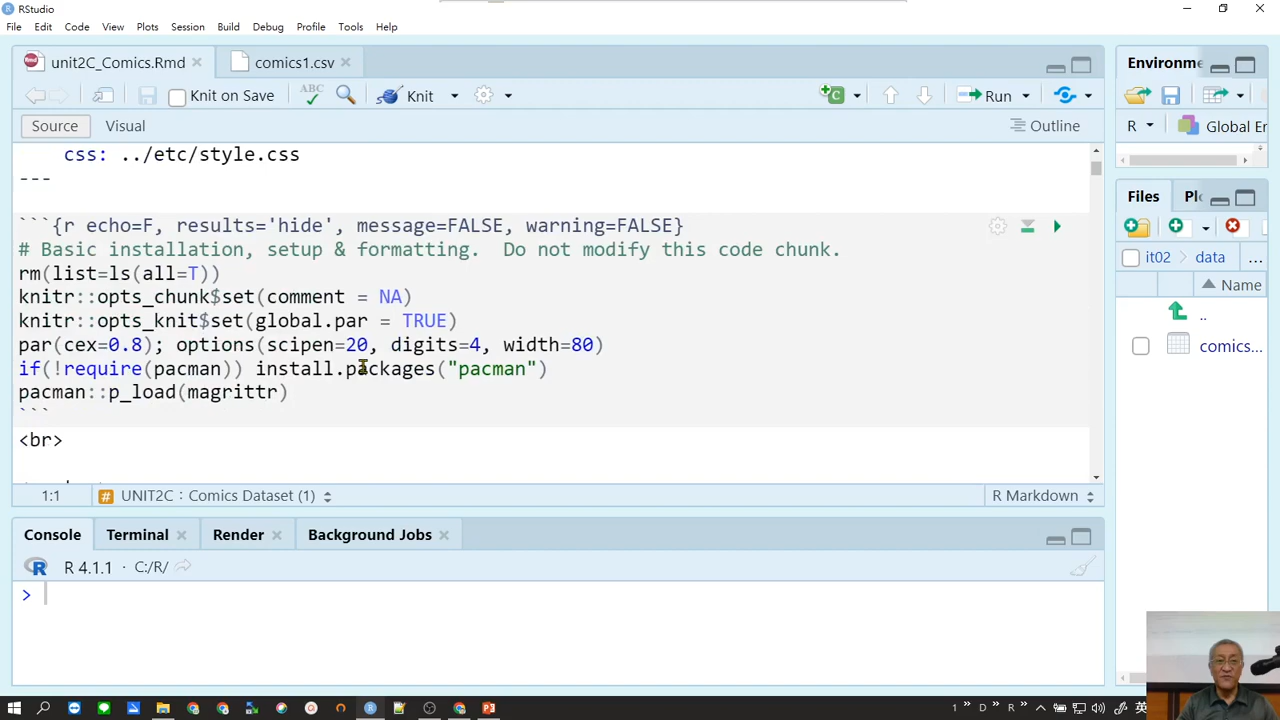 RStudio
File Edit Code View Plots Session Build Debug Profile Tools Help
unit2C_Comics.Rmd comics1.csv
Knit on Save ABC Knit Run
Source Visual Outline
css: ../etc/style.css
---
```{r echo=F, results='hide', message=FALSE, warning=FALSE}
# Basic installation, setup & formatting.  Do not modify this code chunk.
rm(list=ls(all=T))
knitr::opts_chunk$set(comment = NA)
knitr::opts_knit$set(global.par = TRUE)
par(cex=0.8); options(scipen=20, digits=4, width=80)
if(!require(pacman)) install.packages("pacman")
pacman::p_load(magrittr)
```
<br>
1:1 # UNIT2C：Comics Dataset (1) R Markdown
Console Terminal Render Background Jobs
R 4.1.1 · C:/R/
>
Environme
R Global En
Files Plo
it02 data ...
Name
..
comics...
1 » D » R » 英